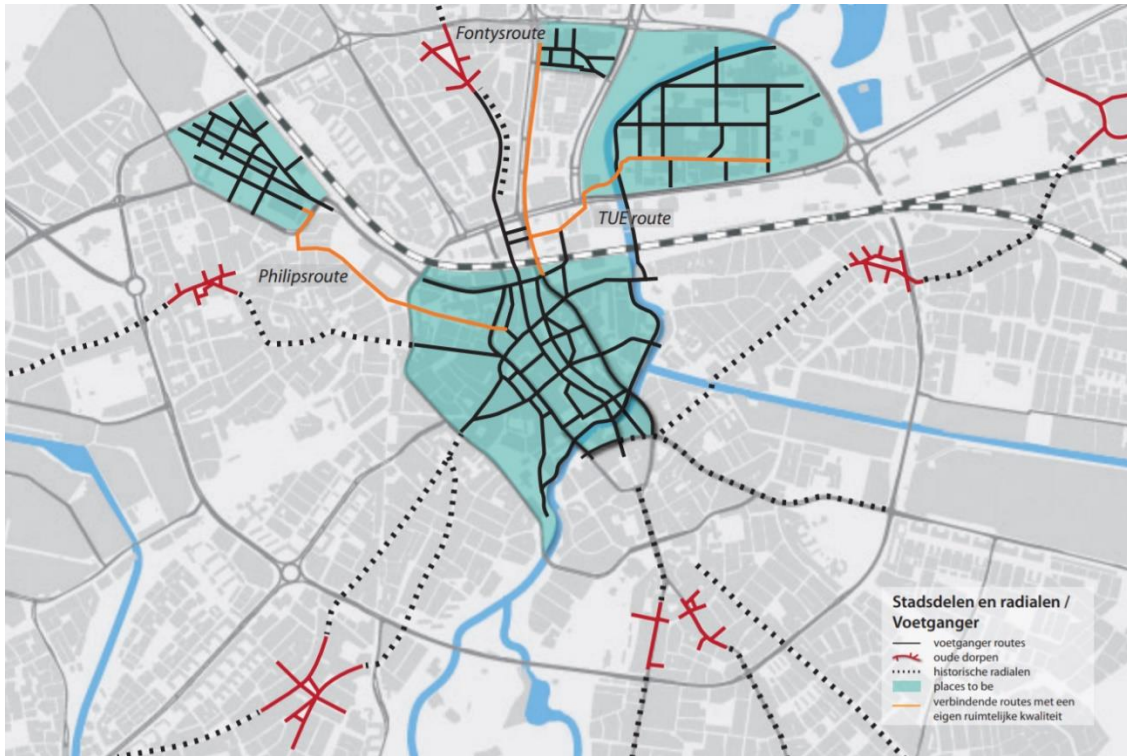 Fontysroute
TUE route
Philipsroute
Stadsdelen en radialen /
Voetganger
voetganger routes
oude dorpen
historische radialen
places to be
verbindende routes met een
eigen ruimtelijke kwaliteit